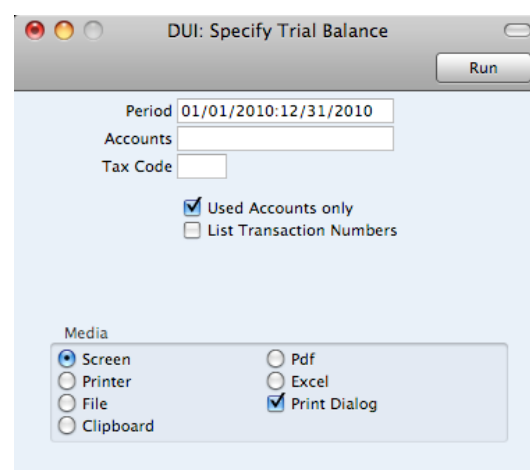 DUI: Specify Trial Balance
Run
Period 01/01/2010:12/31/2010
Accounts
Tax Code
Used Accounts only
List Transaction Numbers
Media
Screen
Pdf
Printer
Excel
File
Print Dialog
Clipboard